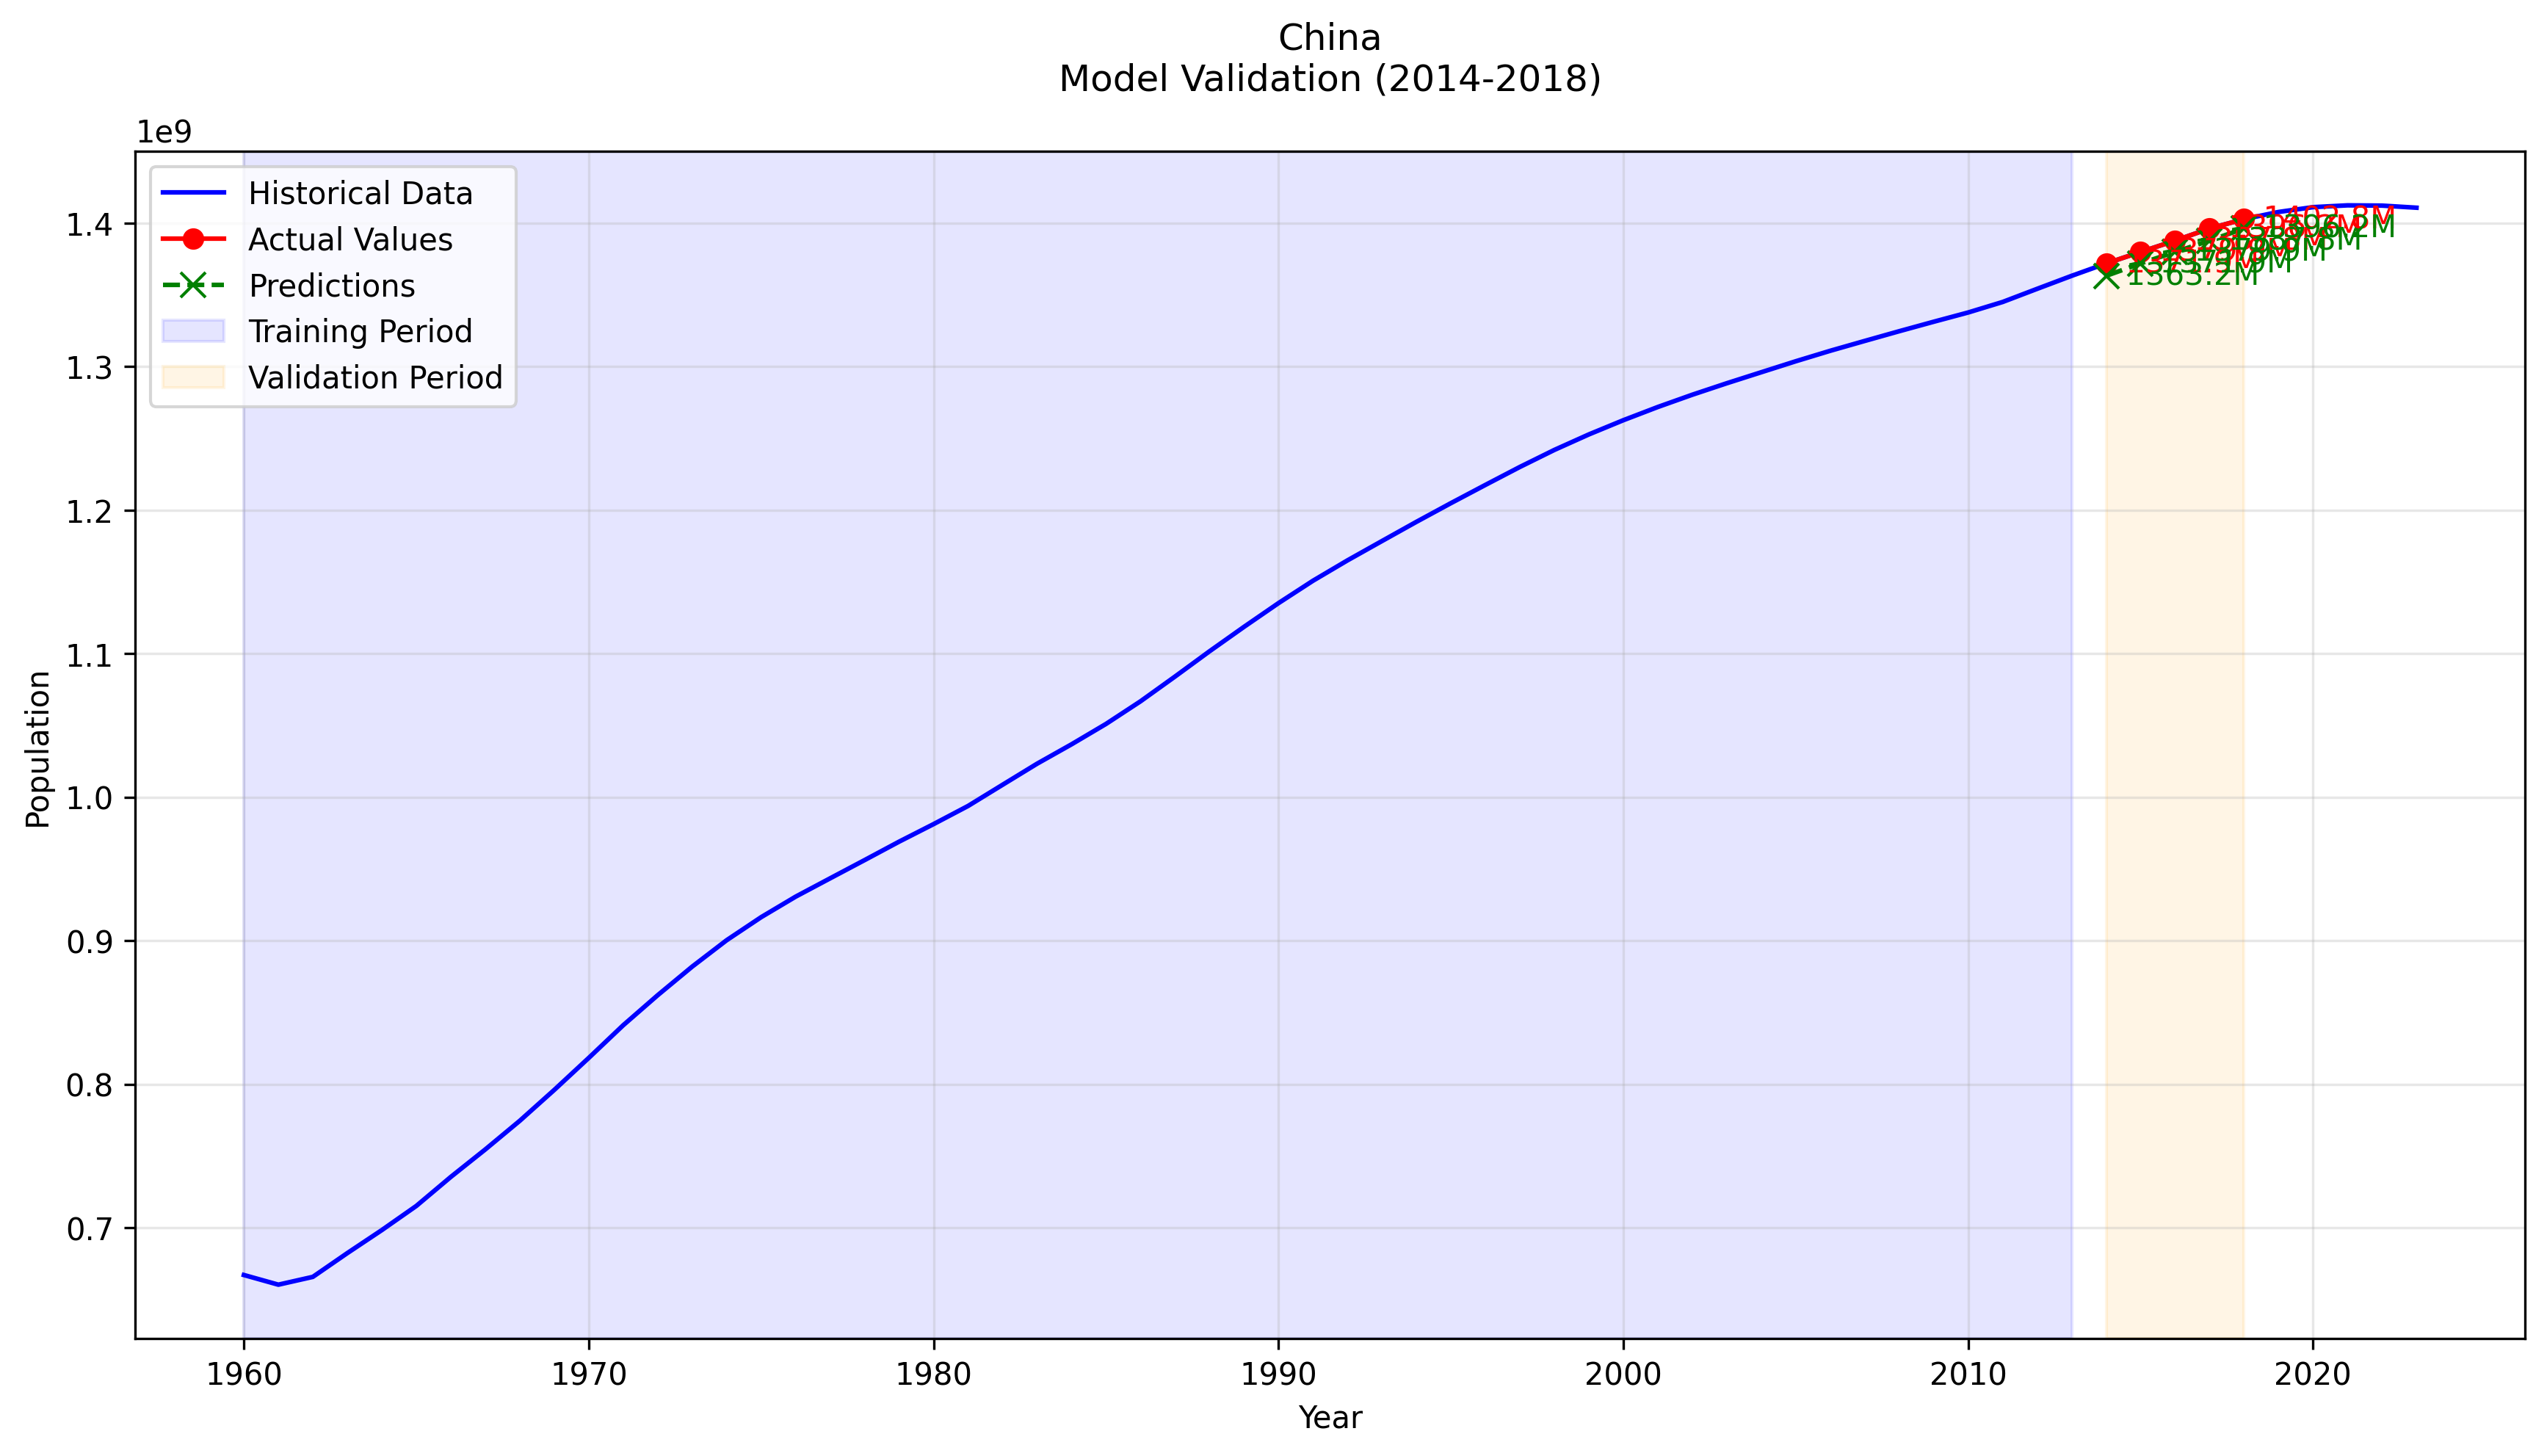 China
Model Validation (2014-2018)
1e9
Historical Data
Actual Values
Predictions
Training Period
Validation Period
1.4
1.3
1.2
1.1
1.0
0.9
0.8
0.7
Population
1402.8M
1363.2M
1960
1970
1980
1990
2000
2010
2020
Year